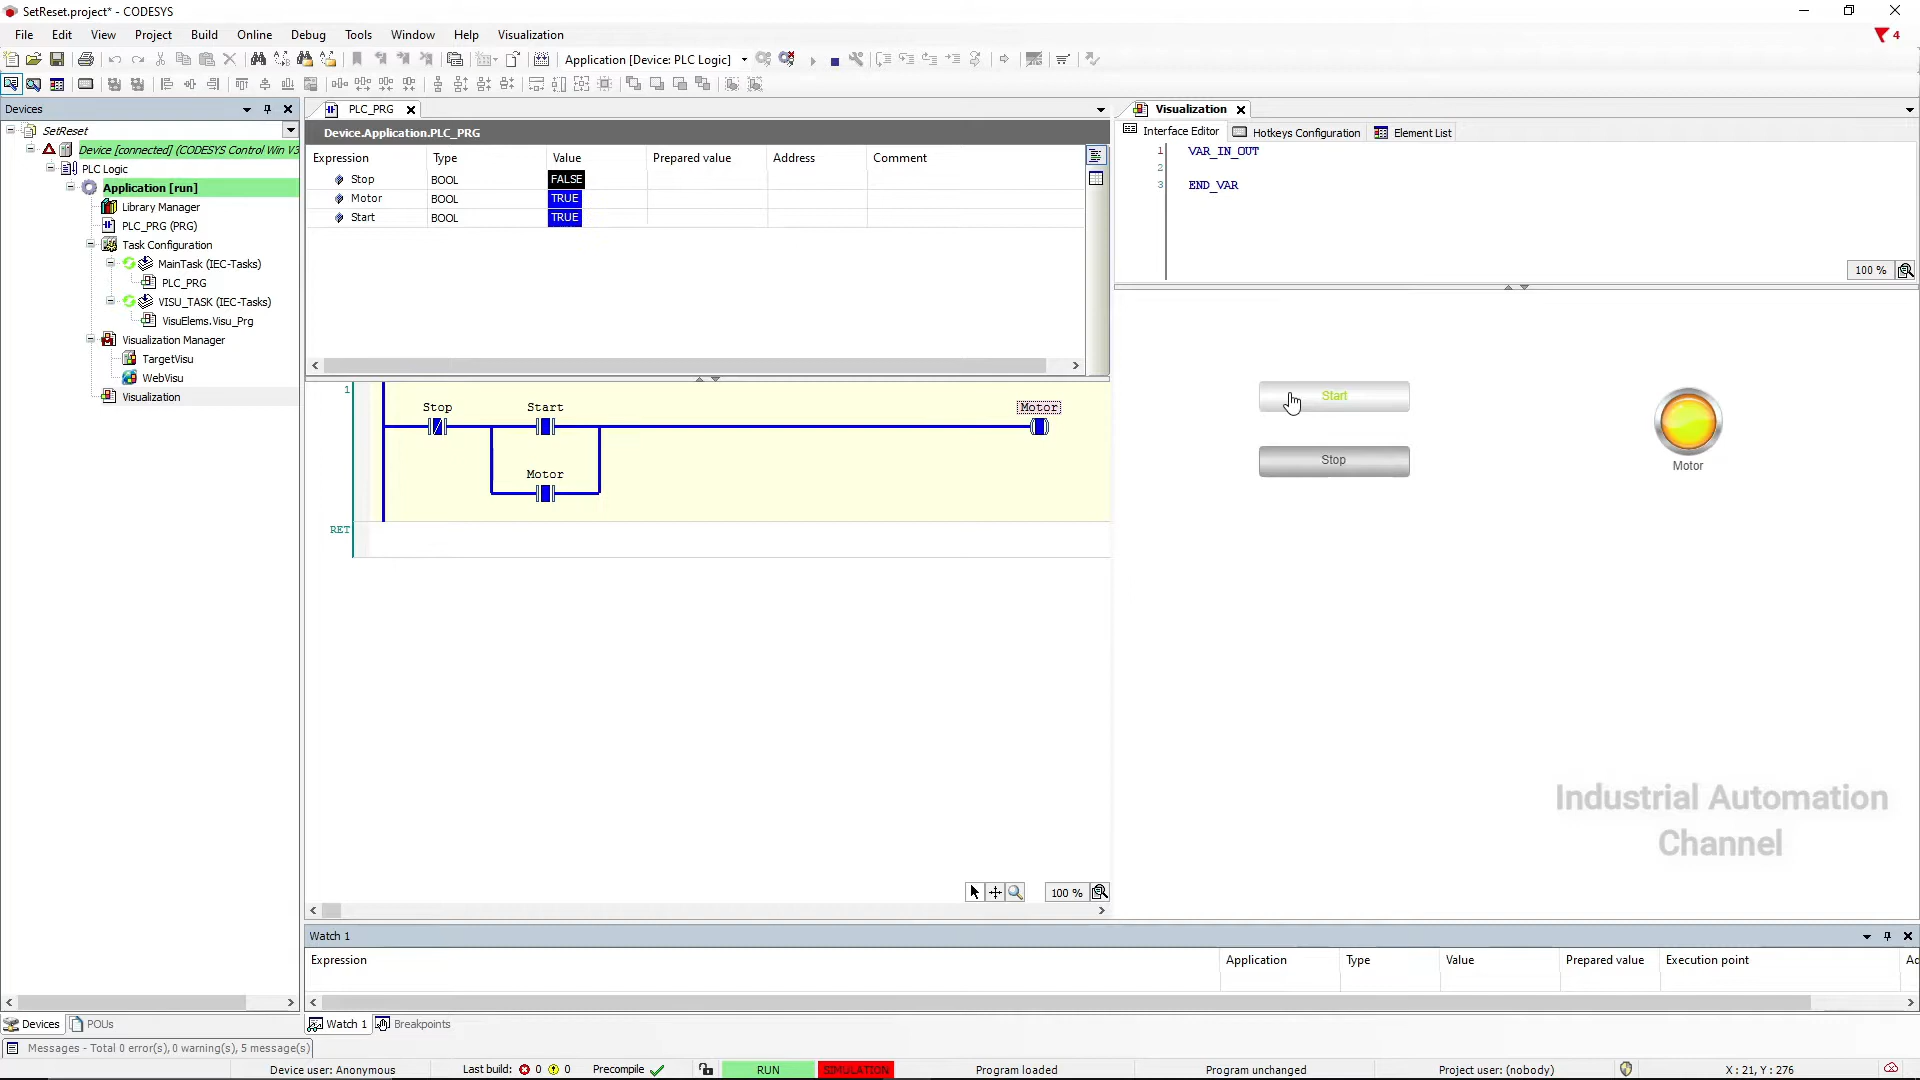 SetReset.project* - CODESYS
File Edit View Project Build Online Debug Tools Window Help Visualization
4
Application [Device: PLC Logic]
Devices
SetReset
Device [connected] (CODESYS Control Win V3
PLC Logic
Application [run]
Library Manager
PLC_PRG (PRG)
Task Configuration
MainTask (IEC-Tasks)
PLC_PRG
VISU_TASK (IEC-Tasks)
VisuElems.Visu_Prg
Visualization Manager
TargetVisu
WebVisu
Visualization
PLC_PRG
Device.Application.PLC_PRG
Expression Type Value Prepared value Address Comment
Stop BOOL FALSE
Motor BOOL TRUE
Start BOOL TRUE
1
Stop Start Motor
Motor
RET
100 %
Visualization
Interface Editor Hotkeys Configuration Element List
1 VAR_IN_OUT
2
3 END_VAR
100 %
Start
Stop
Motor
Industrial Automation
Channel
Watch 1
Expression Application Type Value Prepared value Execution point Ad
Devices POUs
Watch 1 Breakpoints
Messages - Total 0 error(s), 0 warning(s), 5 message(s)
Device user: Anonymous Last build: 0 0 Precompile RUN SIMULATION Program loaded Program unchanged Project user: (nobody) X : 21, Y : 276